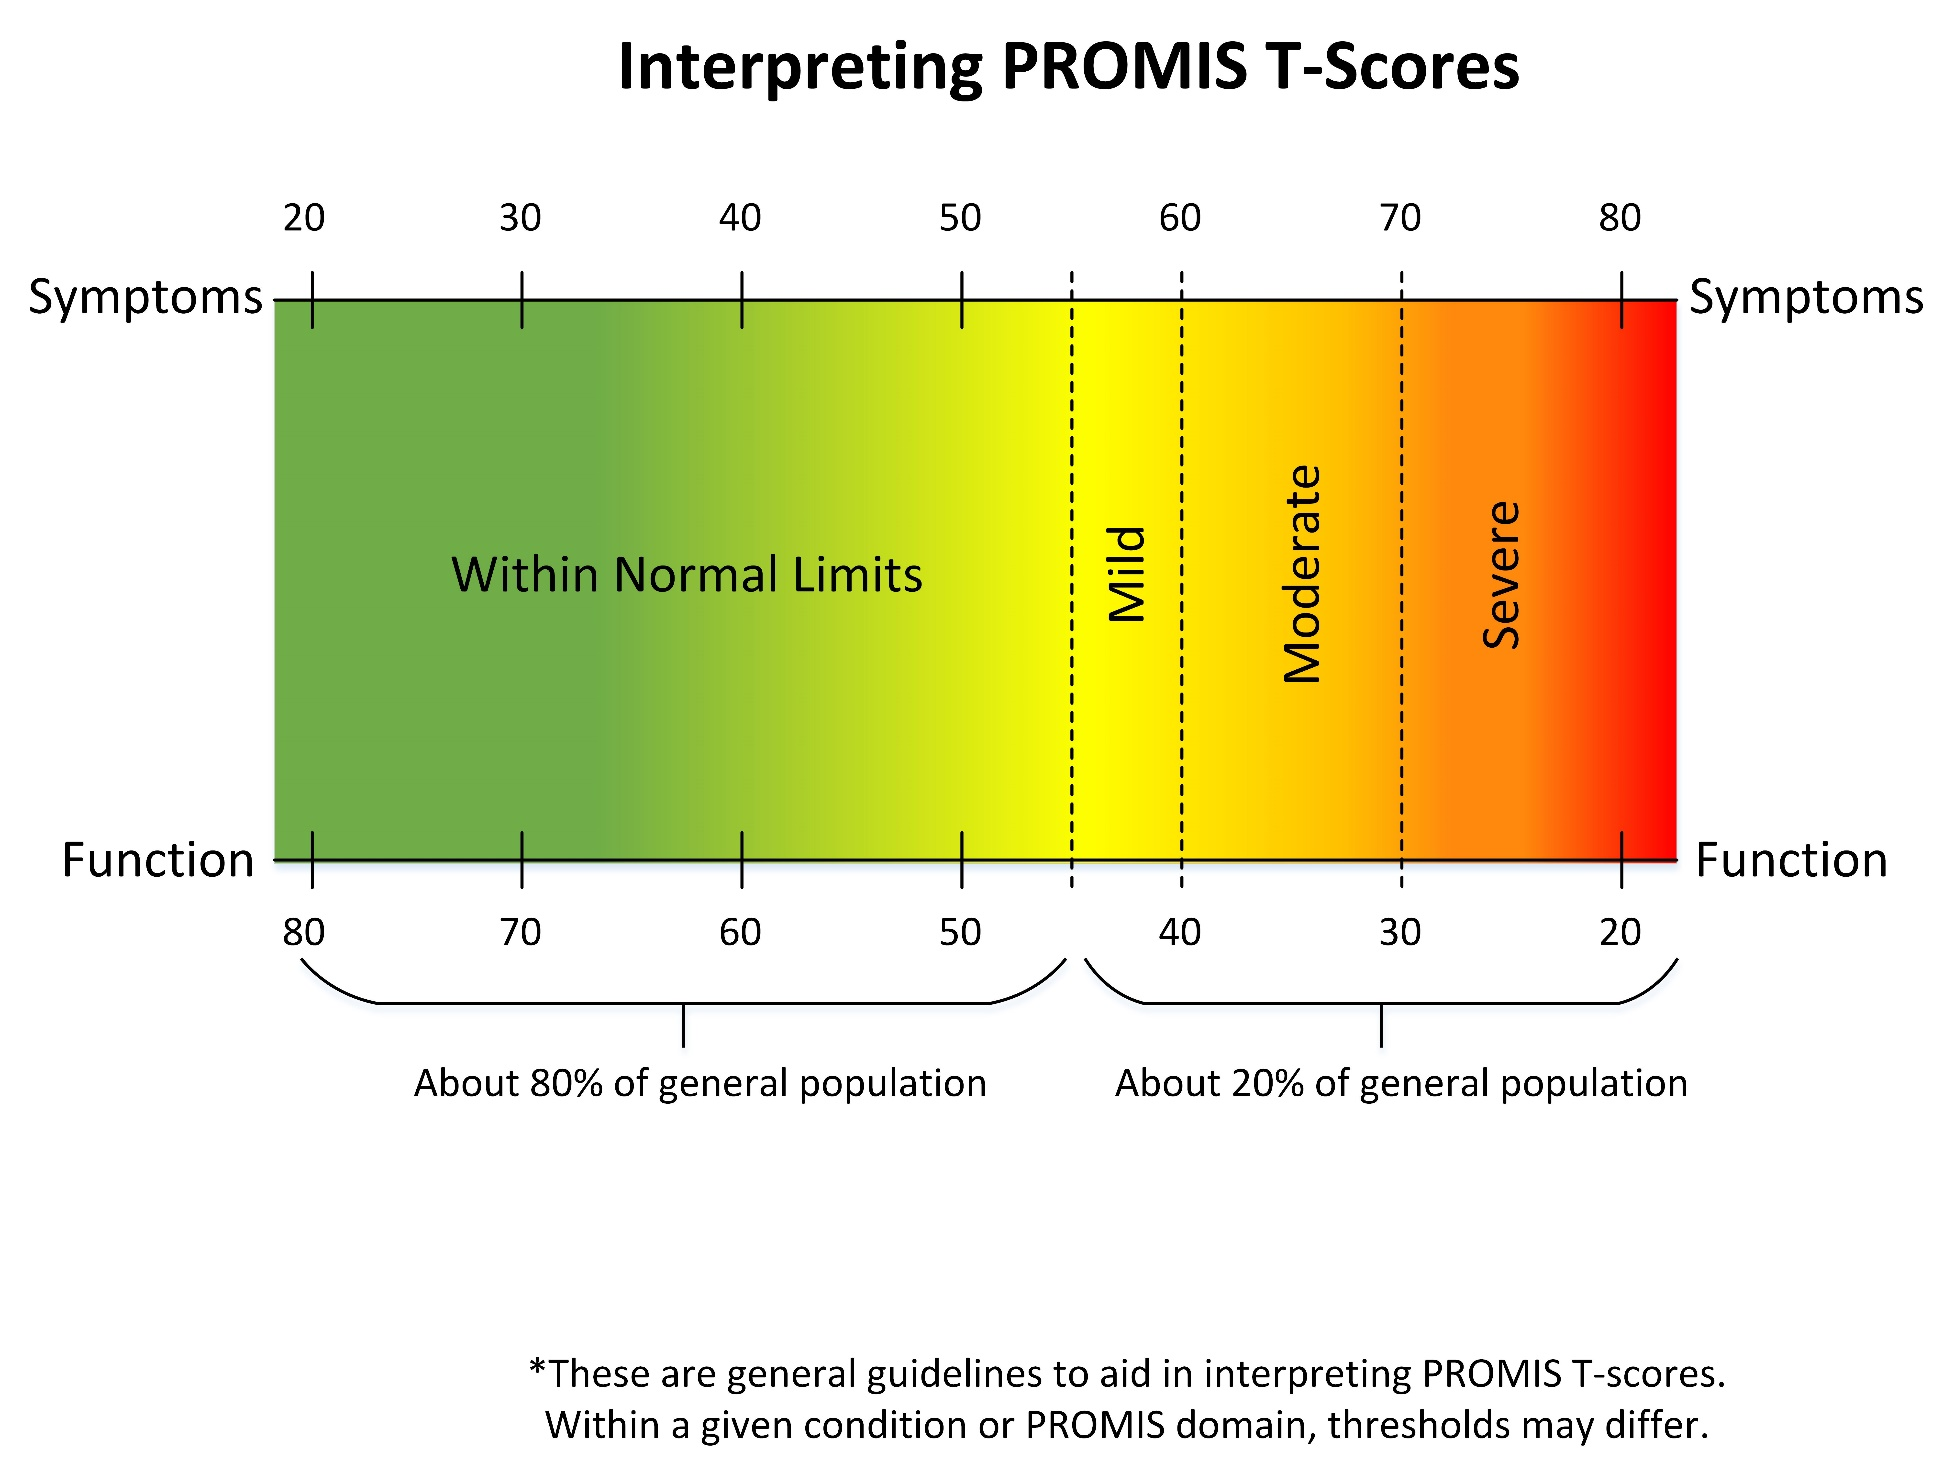 Interpreting PROMIS T-Scores
20 30 40 50 60 70 80
Symptoms Symptoms
Within Normal Limits
Mild
Moderate
Severe
Function Function
80 70 60 50 40 30 20
About 80% of general population About 20% of general population
*These are general guidelines to aid in interpreting PROMIS T-scores.
Within a given condition or PROMIS domain, thresholds may differ.